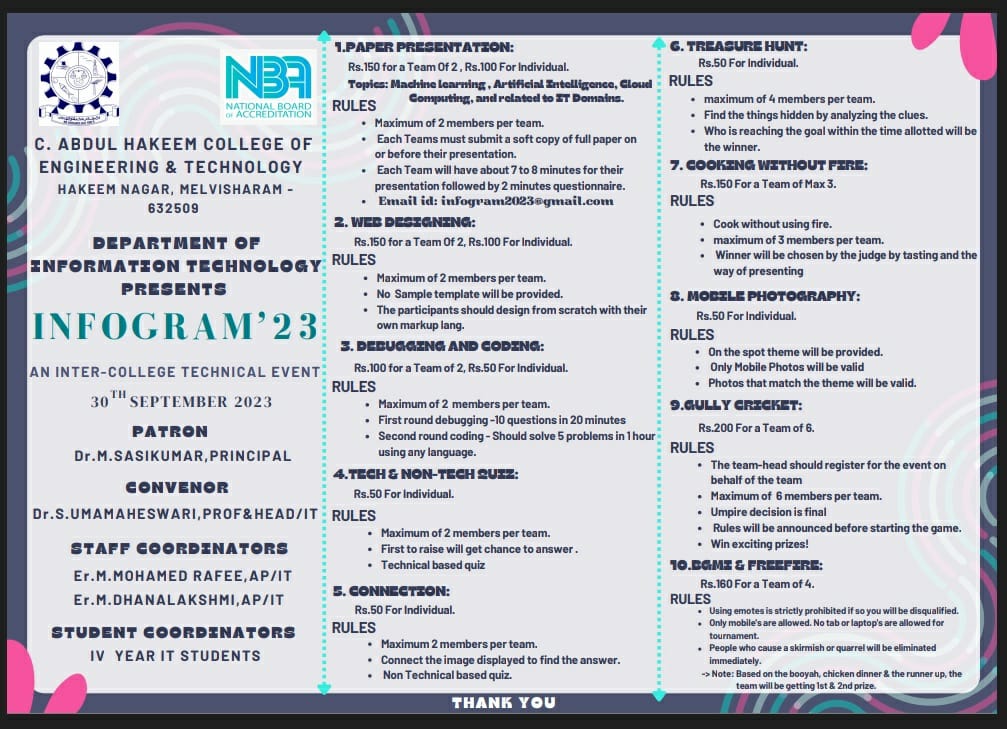 NBA
NATIONAL BOARD
OF ACCREDITATION
C. ABDUL HAKEEM COLLEGE OF
ENGINEERING & TECHNOLOGY
HAKEEM NAGAR, MELVISHARAM -
632509
DEPARTMENT OF
INFORMATION TECHNOLOGY
PRESENTS
INFOGRAM'23
AN INTER-COLLEGE TECHNICAL EVENT
30TH SEPTEMBER 2023
PATRON
Dr.M.SASIKUMAR,PRINCIPAL
CONVENOR
Dr.S.UMAMAHESWARI,PROF&HEAD/IT
STAFF COORDINATORS
Er.M.MOHAMED RAFEE,AP/IT
Er.M.DHANALAKSHMI,AP/IT
STUDENT COORDINATORS
IV YEAR IT STUDENTS
1.PAPER PRESENTATION:
Rs.150 for a Team Of 2 , Rs.100 For Individual.
Topics: Machine learning , Artificial Intelligence, Cloud
Computing, and related to IT Domains.
RULES
• Maximum of 2 members per team.
• Each Teams must submit a soft copy of full paper on
or before their presentation.
• Each Team will have about 7 to 8 minutes for their
presentation followed by 2 minutes questionnaire.
• Email id: infogram2023@gmail.com
2. WEB DESIGNING:
Rs.150 for a Team Of 2, Rs.100 For Individual.
RULES
• Maximum of 2 members per team.
• No Sample template will be provided.
• The participants should design from scratch with their
own markup lang.
3. DEBUGGING AND CODING:
Rs.100 for a Team of 2, Rs.50 For Individual.
RULES
• Maximum of 2 members per team.
• First round debugging -10 questions in 20 minutes
• Second round coding - Should solve 5 problems in 1 hour
using any language.
4.TECH & NON-TECH QUIZ:
Rs.50 For Individual.
RULES
• Maximum of 2 members per team.
• First to raise will get chance to answer .
• Technical based quiz
5. CONNECTION:
Rs.50 For Individual.
RULES
• Maximum 2 members per team.
• Connect the image displayed to find the answer.
• Non Technical based quiz.
6. TREASURE HUNT:
Rs.50 For Individual.
RULES
• maximum of 4 members per team.
• Find the things hidden by analyzing the clues.
• Who is reaching the goal within the time allotted will be
the winner.
7. COOKING WITHOUT FIRE:
Rs.150 For a Team of Max 3.
RULES
• Cook without using fire.
• maximum of 3 members per team.
• Winner will be chosen by the judge by tasting and the
way of presenting
8. MOBILE PHOTOGRAPHY:
Rs.50 For Individual.
RULES
• On the spot theme will be provided.
• Only Mobile Photos will be valid
• Photos that match the theme will be valid.
9.GULLY CRICKET:
Rs.200 For a Team of 6.
RULES
• The team-head should register for the event on
behalf of the team
• Maximum of 6 members per team.
• Umpire decision is final
• Rules will be announced before starting the game.
• Win exciting prizes!
10.BGMI & FREEFIRE:
Rs.160 For a Team of 4.
RULES
• Using emotes is strictly prohibited if so you will be disqualified.
• Only mobile's are allowed. No tab or laptop's are allowed for
tournament.
• People who cause a skirmish or quarrel will be eliminated
immediately.
-> Note: Based on the booyah, chicken dinner & the runner up, the
team will be getting 1st & 2nd prize.
THANK YOU